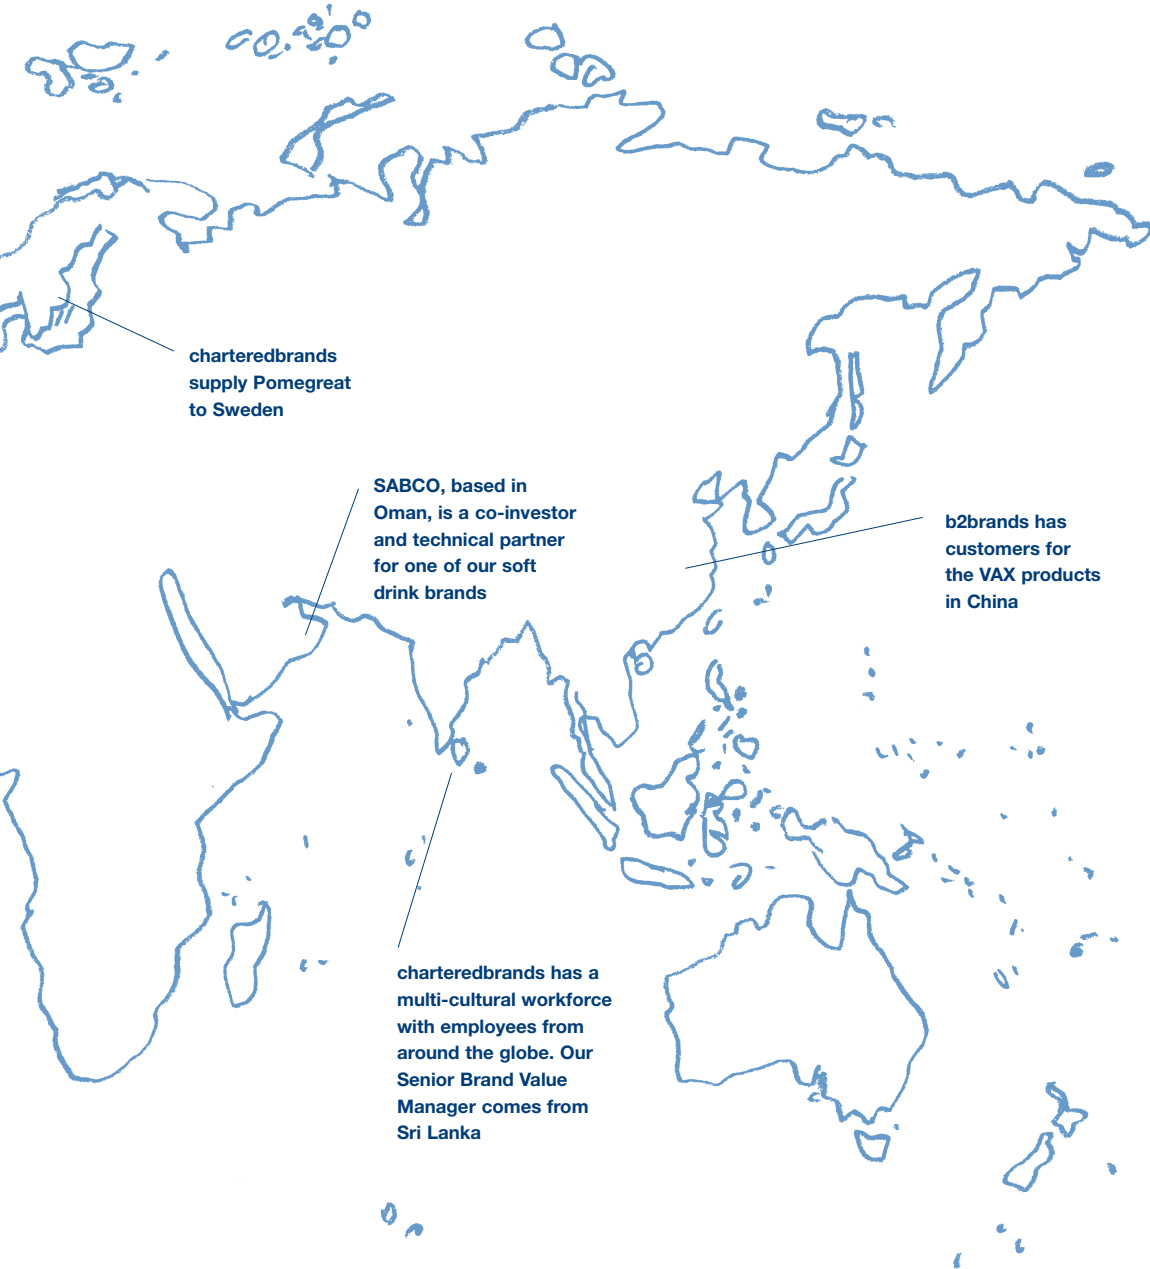 charteredbrands
supply Pomegreat
to Sweden
SABCO, based in
Oman, is a co-investor
and technical partner
for one of our soft
drink brands
b2brands has
customers for
the VAX products
in China
charteredbrands has a
multi-cultural workforce
with employees from
around the globe. Our
Senior Brand Value
Manager comes from
Sri Lanka